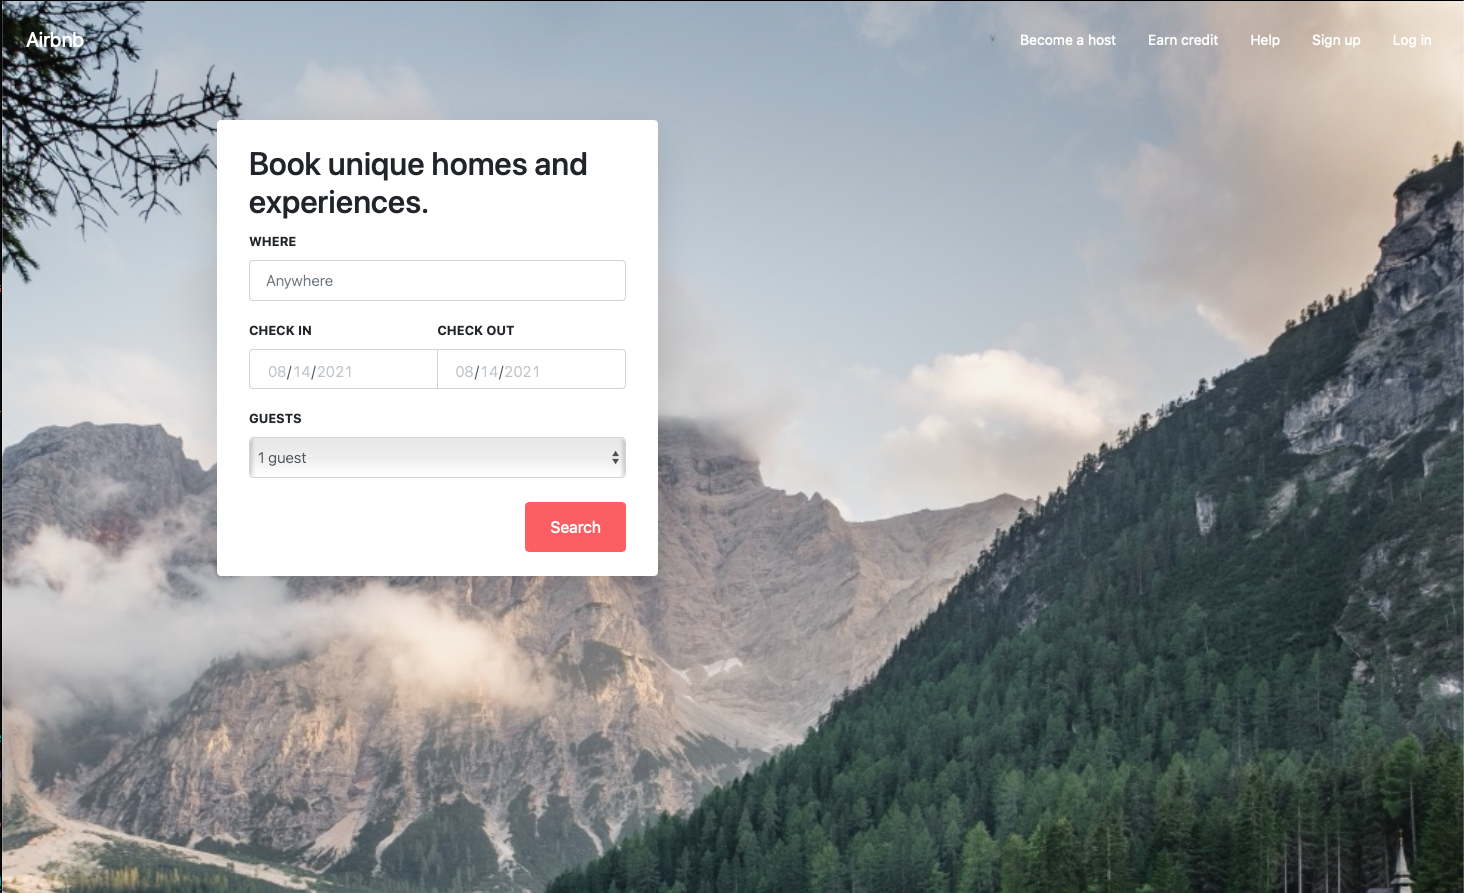 Airbnb
Become a host Earn credit Help Sign up Log in
Book unique homes and
experiences.
WHERE
Anywhere
CHECK IN CHECK OUT
08/14/2021 08/14/2021
GUESTS
1 guest
Search